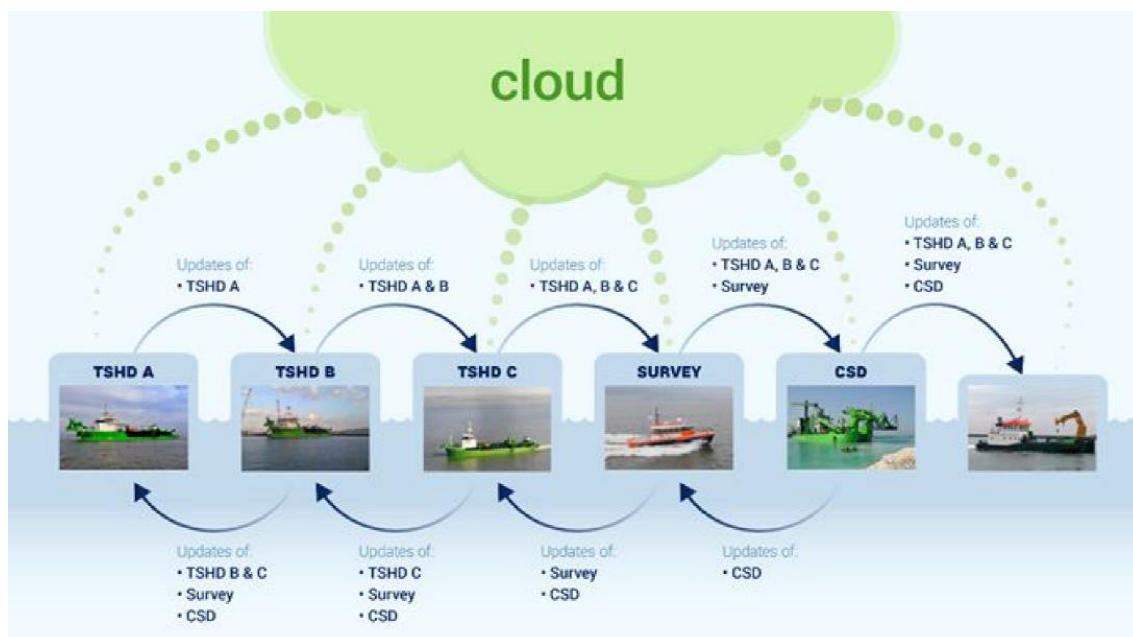 cloud
Updates of:
• TSHD A, B & C
• Survey
• CSD
Updates of:
• TSHD A, B & C
• Survey
Updates of:
• TSHD A
Updates of:
• TSHD A & B
Updates of:
• TSHD A, B & C
TSHD A
TSHD B
TSHD C
SURVEY
CSD
Updates of:
• TSHD B & C
• Survey
• CSD
Updates of:
• TSHD C
• Survey
• CSD
Updates of:
• Survey
• CSD
Updates of:
• CSD